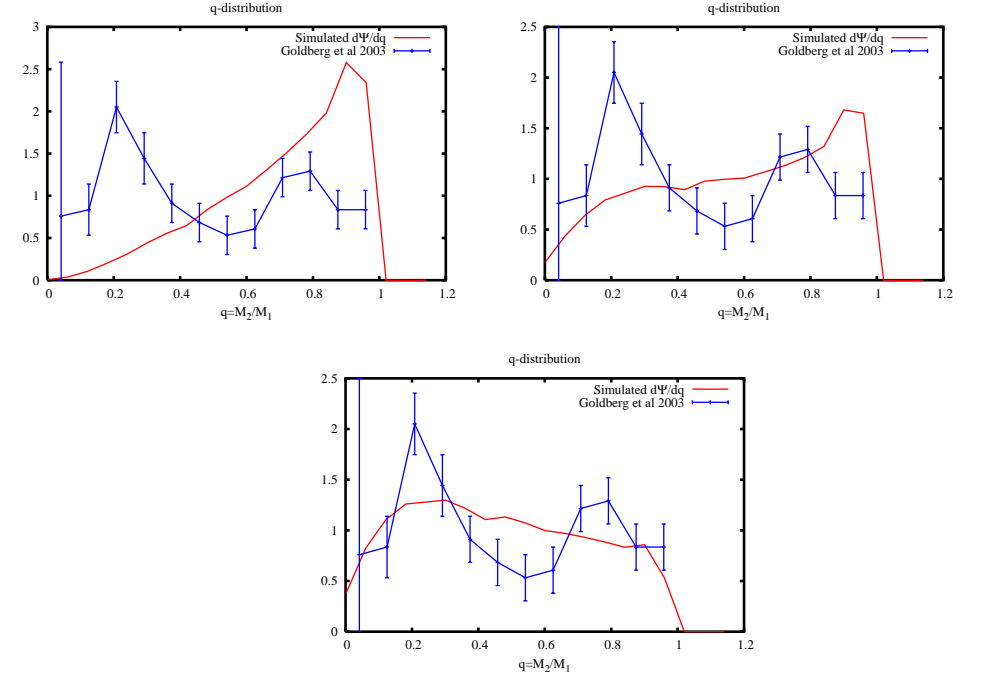 q-distribution
Simulated dΨ/dq
Goldberg et al 2003
3
2.5
2
1.5
1
0.5
0
0 0.2 0.4 0.6 0.8 1 1.2
q=M2/M1
q-distribution
Simulated dΨ/dq
Goldberg et al 2003
2.5
2
1.5
1
0.5
0
0 0.2 0.4 0.6 0.8 1 1.2
q=M2/M1
q-distribution
Simulated dΨ/dq
Goldberg et al 2003
2.5
2
1.5
1
0.5
0
0 0.2 0.4 0.6 0.8 1 1.2
q=M2/M1